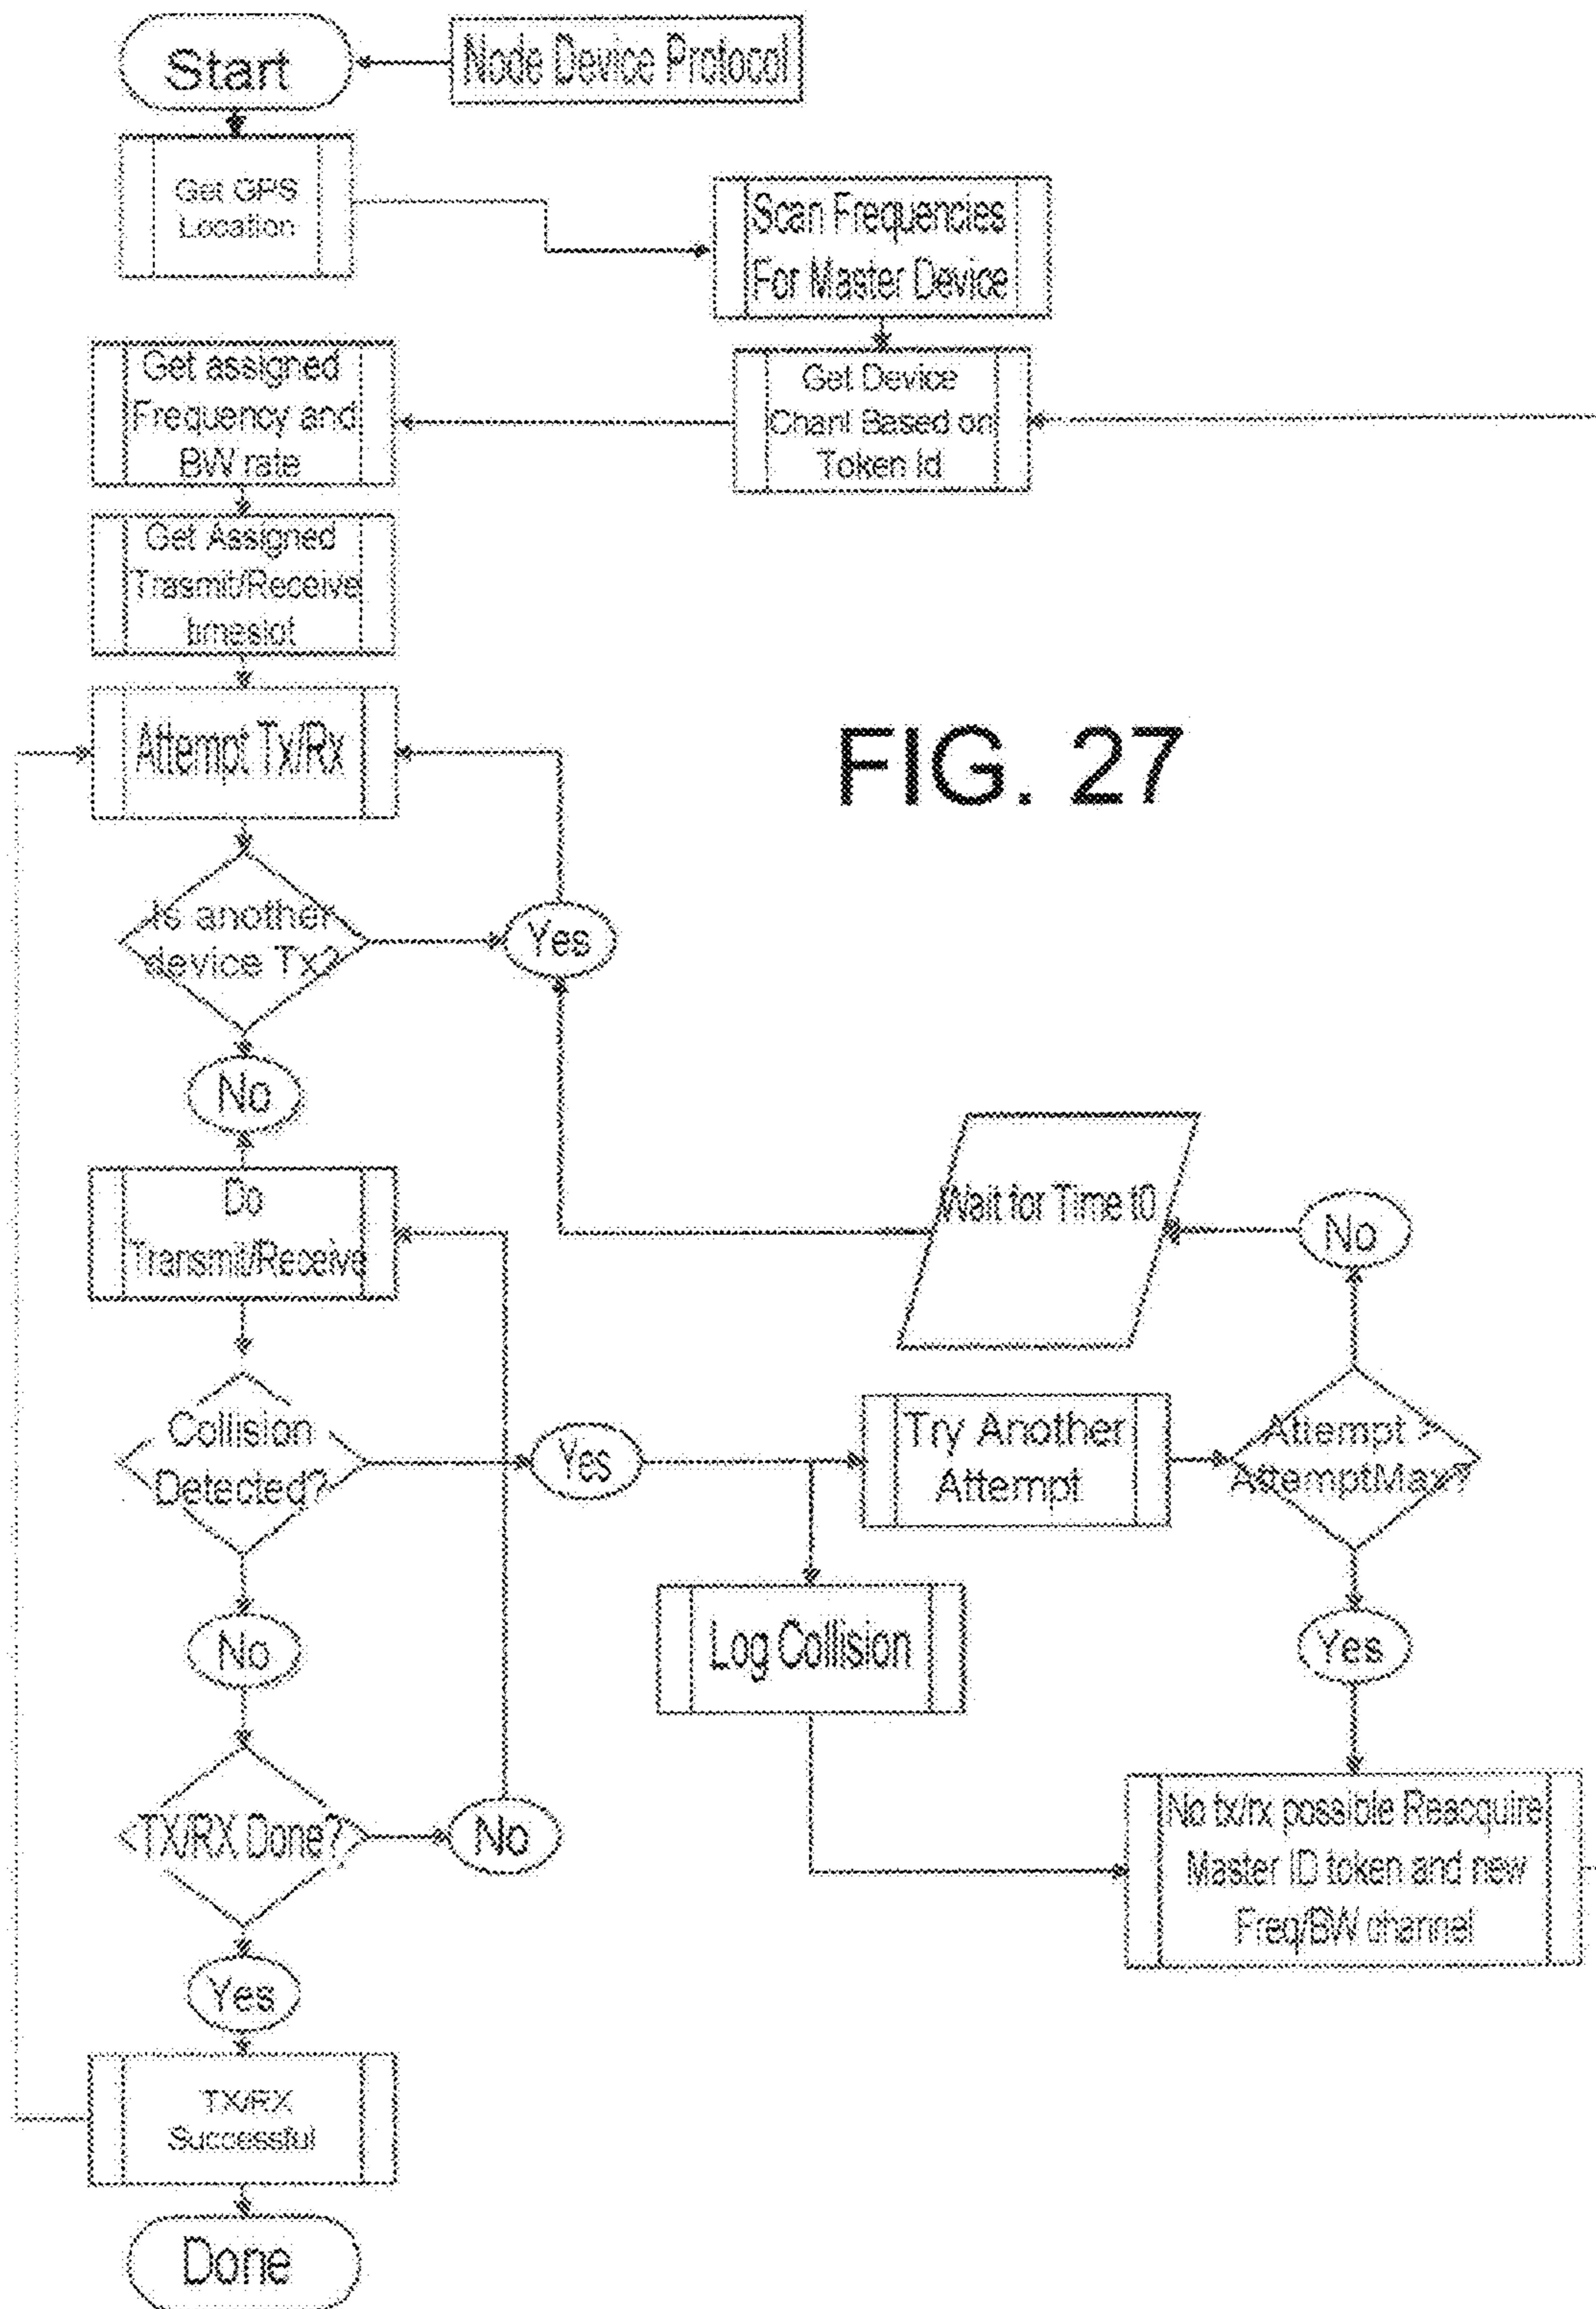 Start
Node Device Protocol
Get GPS
Location
Scan Frequencies
For Master Device
Get assigned
Frequency and
BW rate
Get Device
Chanl Based on
Token Id
Get Assigned
Trasmit/Receive
timeslot
Attempt Tx/Rx
FIG. 27
Is another
device Tx?
Yes
No
Do
Transmit/Receive
Wait for Time t0
No
Collision
Detected?
Yes
Try Another
Attempt
Attempt >
AttemptMax?
No
Log Collision
Yes
TX/RX Done?
No
No tx/rx possible Reacquire
Master ID token and new
Freq/BW channel
Yes
TX/RX
Successful
Done